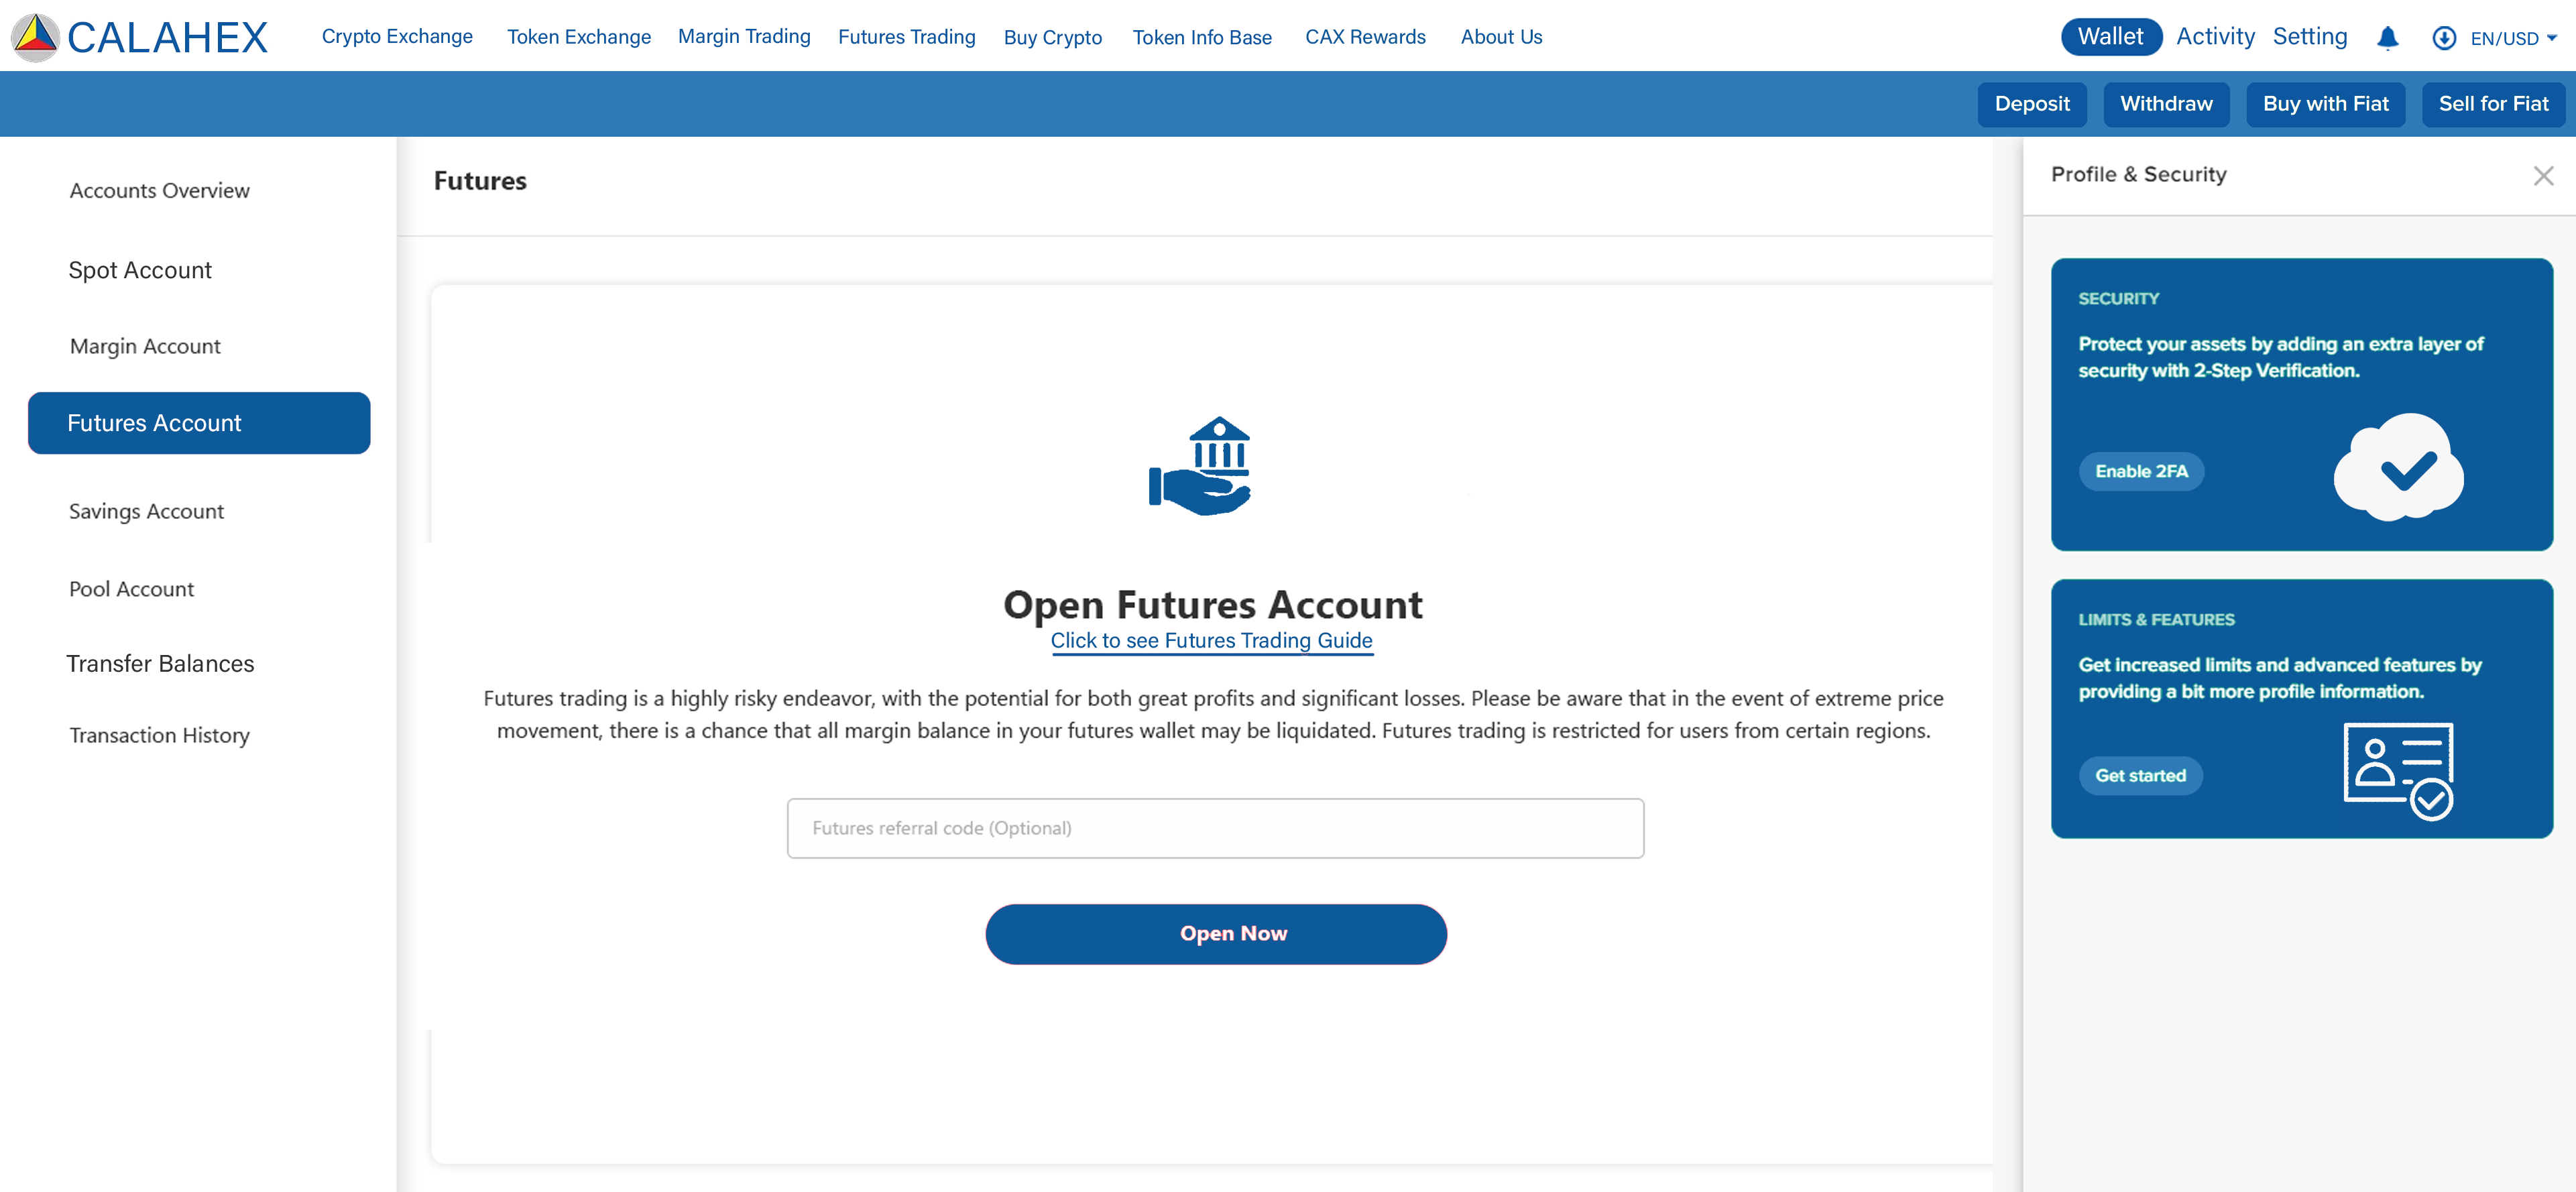 CALAHEX
Crypto Exchange Token Exchange Margin Trading Futures Trading Buy Crypto Token Info Base CAX Rewards About Us
Wallet Activity Setting EN/USD
Deposit Withdraw Buy with Fiat Sell for Fiat
Accounts Overview
Spot Account
Margin Account
Futures Account
Savings Account
Pool Account
Transfer Balances
Transaction History
Futures
Open Futures Account
Click to see Futures Trading Guide
Futures trading is a highly risky endeavor, with the potential for both great profits and significant losses. Please be aware that in the event of extreme price
movement, there is a chance that all margin balance in your futures wallet may be liquidated. Futures trading is restricted for users from certain regions.
Futures referral code (Optional)
Open Now
Profile & Security
SECURITY
Protect your assets by adding an extra layer of
security with 2-Step Verification.
Enable 2FA
LIMITS & FEATURES
Get increased limits and advanced features by
providing a bit more profile information.
Get started